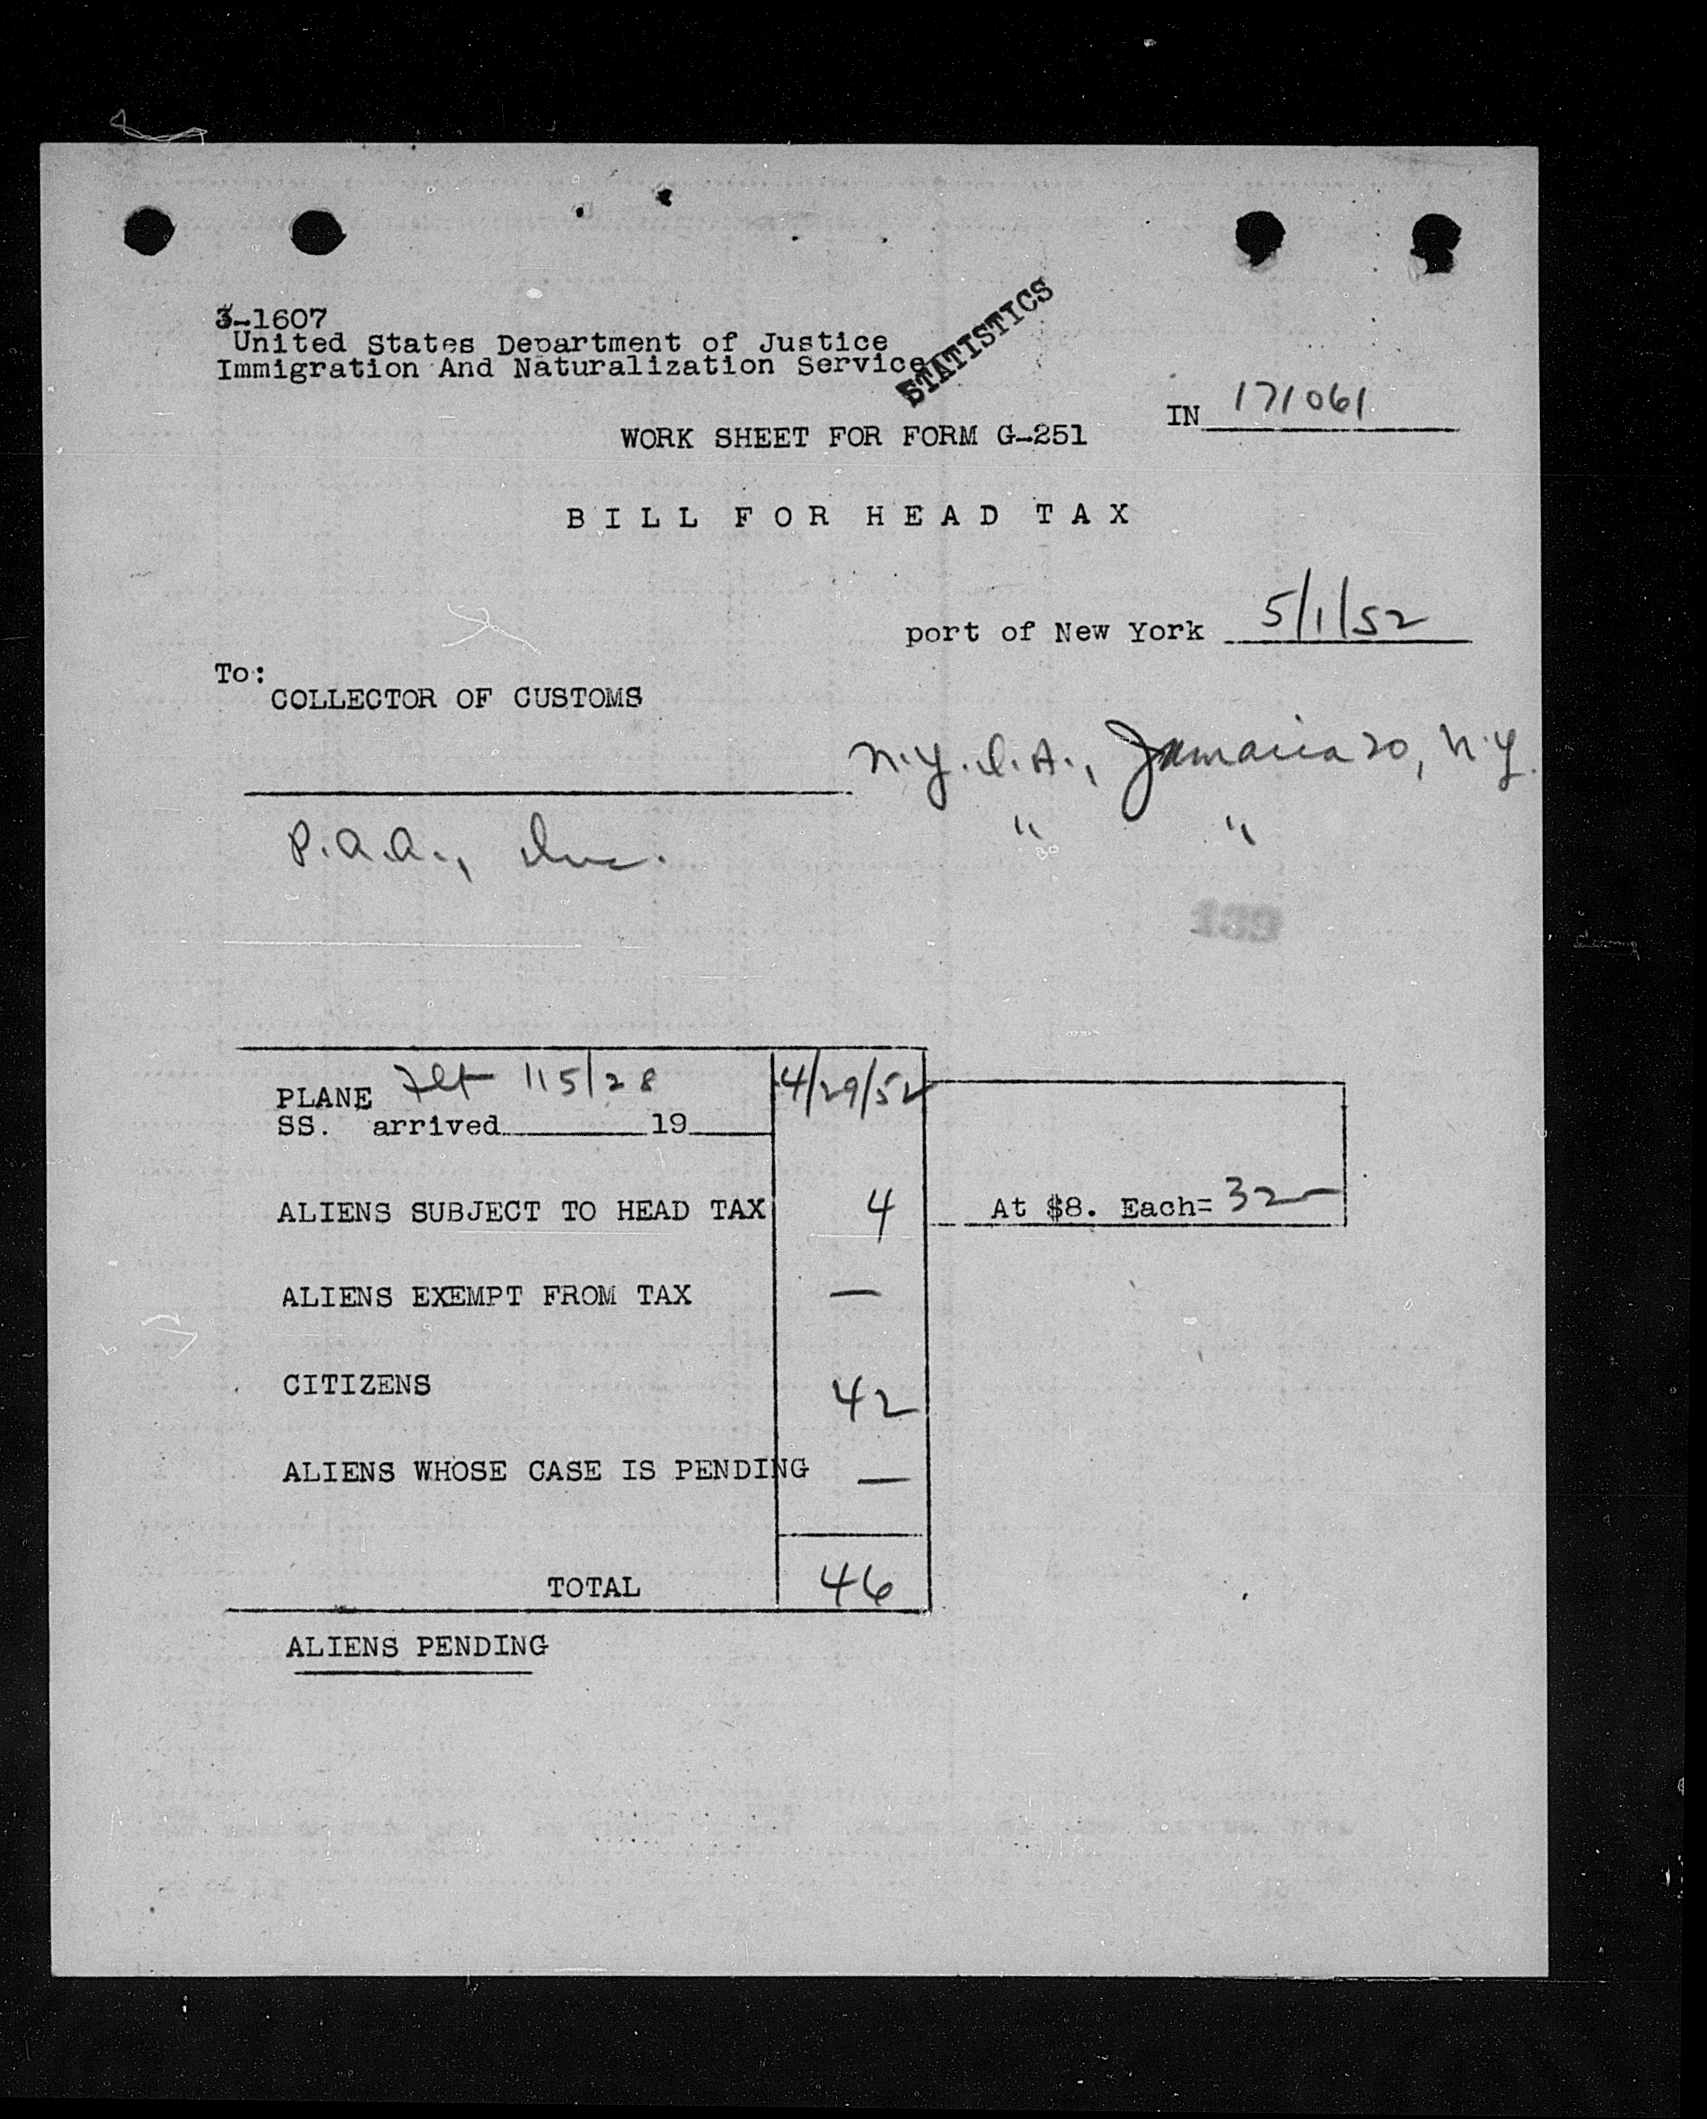 3-1607
United States Department of Justice
Immigration And Naturalization Service
STATISTICS
IN 171061
WORK SHEET FOR FORM G-251
BILL FOR HEAD TAX
port of New York 5/1/52
To:
COLLECTOR OF CUSTOMS
N.Y.I.A., Jamaica 20, N.Y.
P.A.A., Inc. " "
139
PLANE Flt 115/28 4/29/52
SS. arrived 19
ALIENS SUBJECT TO HEAD TAX 4 At $8. Each= 32—
ALIENS EXEMPT FROM TAX —
CITIZENS 42
ALIENS WHOSE CASE IS PENDING —
TOTAL 46
ALIENS PENDING